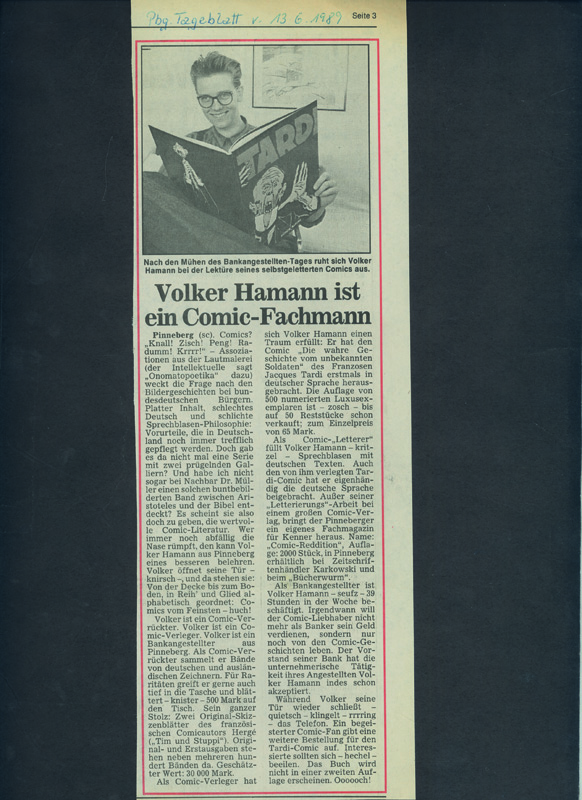 Pbg. Tageblatt v. 13.6.1989
Seite 3
TARDI
Nach den Mühen des Bankangestellten-Tages ruht sich Volker
Hamann bei der Lektüre seines selbstgeletterten Comics aus.
Volker Hamann ist
ein Comic-Fachmann
Pinneberg (sc). Comics?
„Knall! Zisch! Peng! Ra-
dumm! Krrrr!" – Assozia-
tionen aus der Lautmalerei
(der Intellektuelle sagt
„Onomatopoetika" dazu)
weckt die Frage nach den
Bildergeschichten bei bun-
desdeutschen Bürgern.
Platter Inhalt, schlechtes
Deutsch und schlichte
Sprechblasen-Philosophie:
Vorurteile, die in Deutsch-
land noch immer trefflich
gepflegt werden. Doch gab
es da nicht mal eine Serie
mit zwei prügelnden Gal-
liern? Und habe ich nicht
sogar bei Nachbar Dr. Mül-
ler einen solchen buntbebil-
derten Band zwischen Ari-
stoteles und der Bibel ent-
deckt? Es scheint sie also
doch zu geben, die wertvol-
le Comic-Literatur. Wer
immer noch abfällig die
Nase rümpft, den kann Vol-
ker Hamann aus Pinneberg
eines besseren belehren.
Volker öffnet seine Tür –
knirsch –, und da stehen sie:
Von der Decke bis zum Bo-
den, in Reih' und Glied al-
phabetisch geordnet: Co-
mics vom Feinsten – huch!
Volker ist ein Comic-Ver-
rückter. Volker ist ein Co-
mic-Verleger. Volker ist ein
Bankangestellter aus
Pinneberg. Als Comic-Ver-
rückter sammelt er Bände
von deutschen und auslän-
dischen Zeichnern. Für Ra-
ritäten greift er gerne auch
tief in die Tasche und blät-
tert – knister – 500 Mark auf
den Tisch. Sein ganzer
Stolz: Zwei Original-Skiz-
zenblätter des französi-
schen Comicautors Hergé
(„Tim und Stuppi"). Origi-
nal- und Erstausgaben ste-
hen neben mehreren hun-
dert Bänden da. Geschätz-
ter Wert: 30 000 Mark.
Als Comic-Verleger hat
sich Volker Hamann einen
Traum erfüllt: Er hat den
Comic „Die wahre Ge-
schichte vom unbekannten
Soldaten" des Franzosen
Jacques Tardi erstmals in
deutscher Sprache heraus-
gebracht. Die Auflage von
500 numerierten Luxusex-
emplaren ist – zosch – bis
auf 50 Reststücke schon
verkauft; zum Einzelpreis
von 65 Mark.
Als Comic-„Letterer"
füllt Volker Hamann – krit-
zel – Sprechblasen mit
deutschen Texten. Auch
den von ihm verlegten Tar-
di-Comic hat er eigenhän-
dig die deutsche Sprache
beigebracht. Außer seiner
„Letterierungs"-Arbeit bei
einem großen Comic-Ver-
lag, bringt der Pinneberger
ein eigenes Fachmagazin
für Kenner heraus. Name:
„Comic-Reddition", Aufla-
ge: 2000 Stück, in Pinneberg
erhältlich bei Zeitschrif-
tenhändler Karkowski und
beim „Bücherwurm".
Als Bankangestellter ist
Volker Hamann – seufz – 39
Stunden in der Woche be-
schäftigt. Irgendwann will
der Comic-Liebhaber nicht
mehr als Banker sein Geld
verdienen, sondern nur
noch von den Comic-Ge-
schichten leben. Der Vor-
stand seiner Bank hat die
unternehmerische Tätig-
keit ihres Angestellten Vol-
ker Hamann indes schon
akzeptiert.
Während Volker seine
Tür wieder schließt –
quietsch – klingelt – rrrring
– das Telefon. Ein begei-
sterter Comic-Fan gibt eine
weitere Bestellung für den
Tardi-Comic auf. Interes-
sierte sollten sich – hechel –
beeilen. Das Buch wird
nicht in einer zweiten Auf-
lage erscheinen. Oooooch!